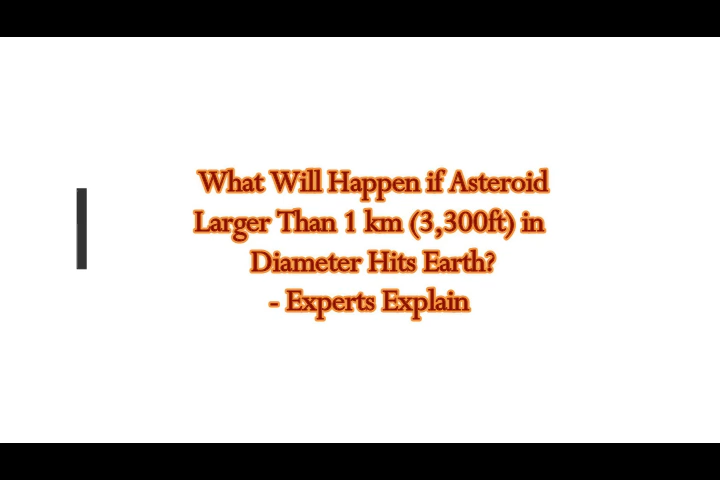 What Will Happen if Asteroid
Larger Than 1 km (3,300ft) in
Diameter Hits Earth?
- Experts Explain